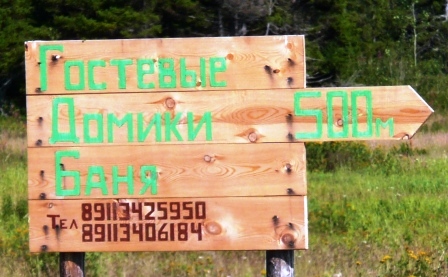 Гостевые
Домики 500м
Баня
Тел 89113425950
89113406184